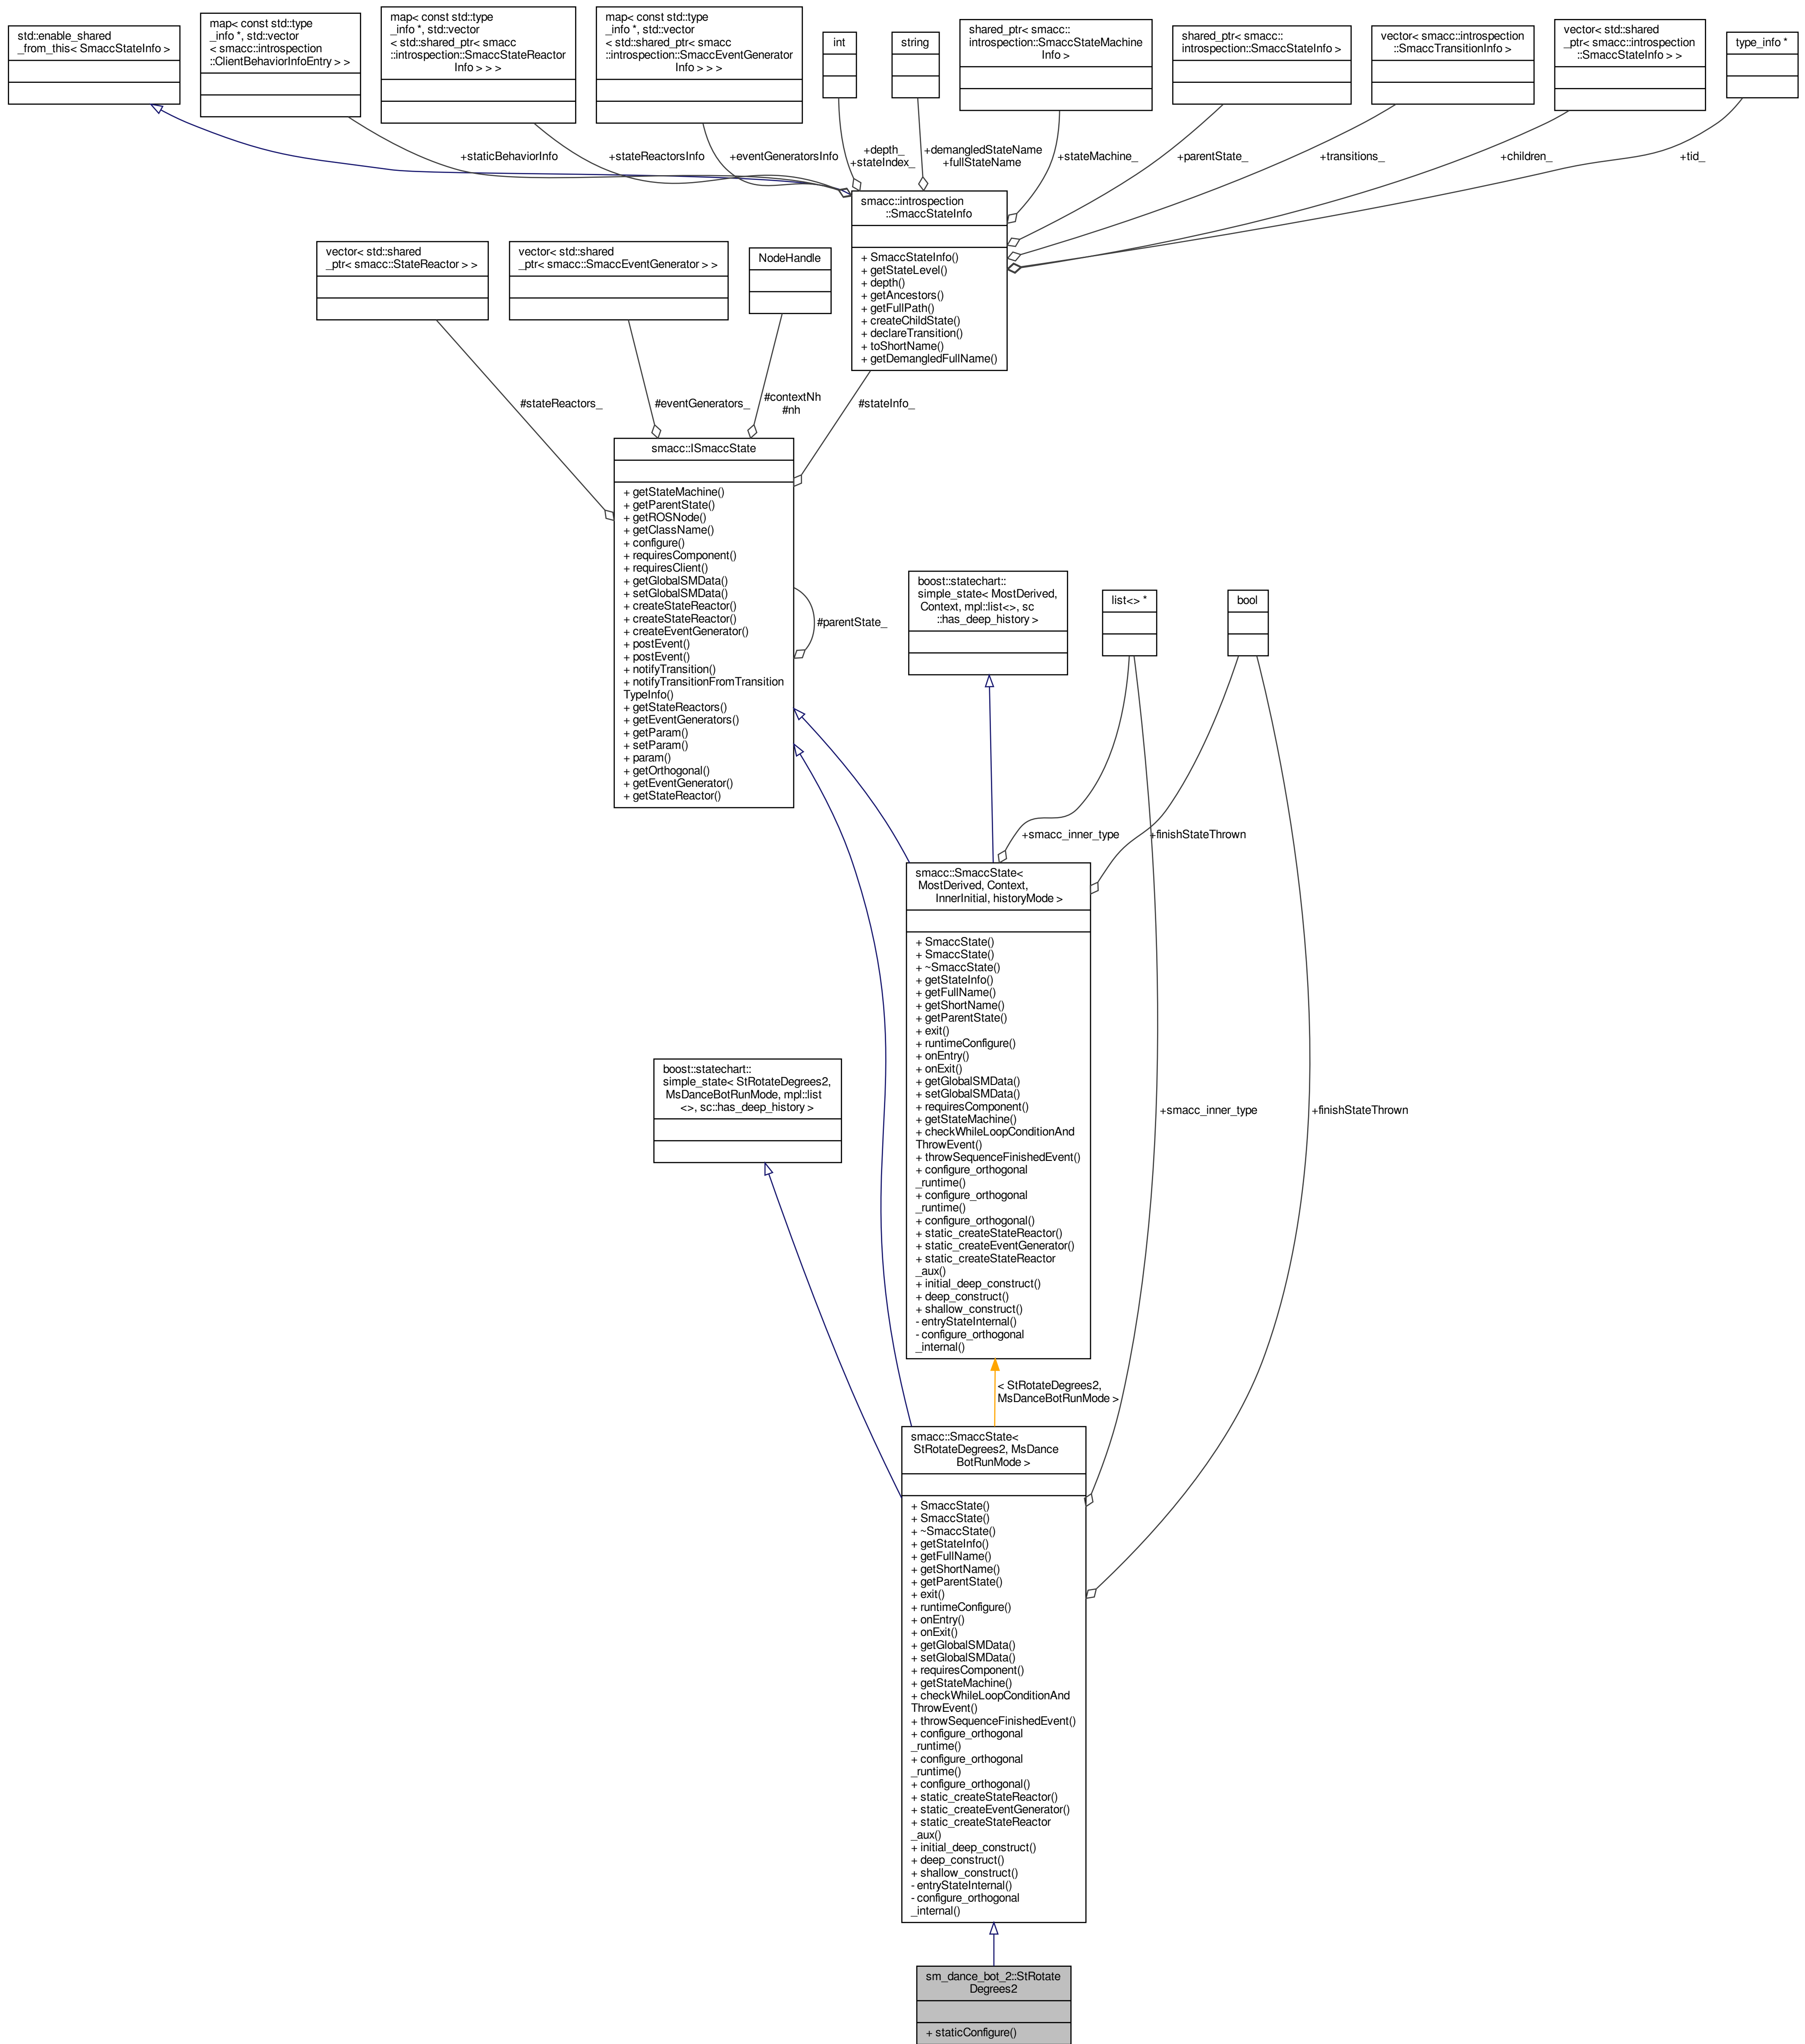 std::enable_shared
_from_this< SmaccStateInfo >
map< const std::type
_info *, std::vector
< smacc::introspection
::ClientBehaviorInfoEntry > >
map< const std::type
_info *, std::vector
< std::shared_ptr< smacc
::introspection::SmaccStateReactor
Info > > >
map< const std::type
_info *, std::vector
< std::shared_ptr< smacc
::introspection::SmaccEventGenerator
Info > > >
int
string
shared_ptr< smacc::
introspection::SmaccStateMachine
Info >
shared_ptr< smacc::
introspection::SmaccStateInfo >
vector< smacc::introspection
::SmaccTransitionInfo >
vector< std::shared
_ptr< smacc::introspection
::SmaccStateInfo > >
type_info *
+staticBehaviorInfo
+stateReactorsInfo
+eventGeneratorsInfo
+depth_
+stateIndex_
+demangledStateName
+fullStateName
+stateMachine_
+parentState_
+transitions_
+children_
+tid_
smacc::introspection
::SmaccStateInfo
+ SmaccStateInfo()
+ getStateLevel()
+ depth()
+ getAncestors()
+ getFullPath()
+ createChildState()
+ declareTransition()
+ toShortName()
+ getDemangledFullName()
vector< std::shared
_ptr< smacc::StateReactor > >
vector< std::shared
_ptr< smacc::SmaccEventGenerator > >
NodeHandle
#stateReactors_
#eventGenerators_
#contextNh
#nh
#stateInfo_
smacc::ISmaccState
+ getStateMachine()
+ getParentState()
+ getROSNode()
+ getClassName()
+ configure()
+ requiresComponent()
+ requiresClient()
+ getGlobalSMData()
+ setGlobalSMData()
+ createStateReactor()
+ createStateReactor()
+ createEventGenerator()
+ postEvent()
+ postEvent()
+ notifyTransition()
+ notifyTransitionFromTransition
TypeInfo()
+ getStateReactors()
+ getEventGenerators()
+ getParam()
+ setParam()
+ param()
+ getOrthogonal()
+ getEventGenerator()
+ getStateReactor()
#parentState_
boost::statechart::
simple_state< MostDerived,
Context, mpl::list<>, sc
::has_deep_history >
list<> *
bool
+smacc_inner_type
+finishStateThrown
smacc::SmaccState<
MostDerived, Context,
InnerInitial, historyMode >
+ SmaccState()
+ SmaccState()
+ ~SmaccState()
+ getStateInfo()
+ getFullName()
+ getShortName()
+ getParentState()
+ exit()
+ runtimeConfigure()
+ onEntry()
+ onExit()
+ getGlobalSMData()
+ setGlobalSMData()
+ requiresComponent()
+ getStateMachine()
+ checkWhileLoopConditionAnd
ThrowEvent()
+ throwSequenceFinishedEvent()
+ configure_orthogonal
_runtime()
+ configure_orthogonal
_runtime()
+ configure_orthogonal()
+ static_createStateReactor()
+ static_createEventGenerator()
+ static_createStateReactor
_aux()
+ initial_deep_construct()
+ deep_construct()
+ shallow_construct()
- entryStateInternal()
- configure_orthogonal
_internal()
boost::statechart::
simple_state< StRotateDegrees2,
MsDanceBotRunMode, mpl::list
<>, sc::has_deep_history >
+smacc_inner_type
+finishStateThrown
< StRotateDegrees2,
MsDanceBotRunMode >
smacc::SmaccState<
StRotateDegrees2, MsDance
BotRunMode >
+ SmaccState()
+ SmaccState()
+ ~SmaccState()
+ getStateInfo()
+ getFullName()
+ getShortName()
+ getParentState()
+ exit()
+ runtimeConfigure()
+ onEntry()
+ onExit()
+ getGlobalSMData()
+ setGlobalSMData()
+ requiresComponent()
+ getStateMachine()
+ checkWhileLoopConditionAnd
ThrowEvent()
+ throwSequenceFinishedEvent()
+ configure_orthogonal
_runtime()
+ configure_orthogonal
_runtime()
+ configure_orthogonal()
+ static_createStateReactor()
+ static_createEventGenerator()
+ static_createStateReactor
_aux()
+ initial_deep_construct()
+ deep_construct()
+ shallow_construct()
- entryStateInternal()
- configure_orthogonal
_internal()
sm_dance_bot_2::StRotate
Degrees2
+ staticConfigure()